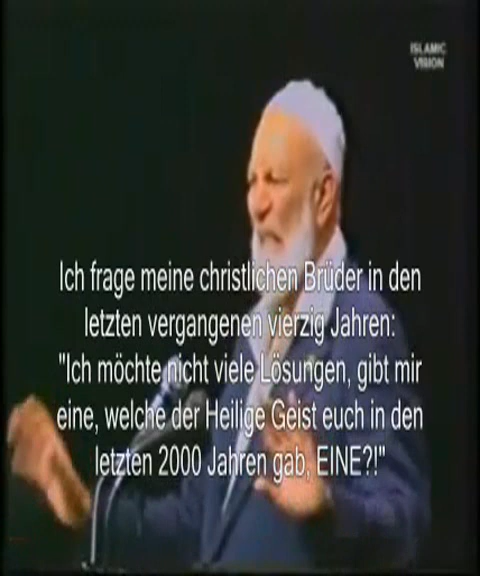 ISLAMIC
VISION
Ich frage meine christlichen Brüder in den
letzten vergangenen vierzig Jahren:
"Ich möchte nicht viele Lösungen, gibt mir
eine, welche der Heilige Geist euch in den
letzten 2000 Jahren gab, EINE?!"